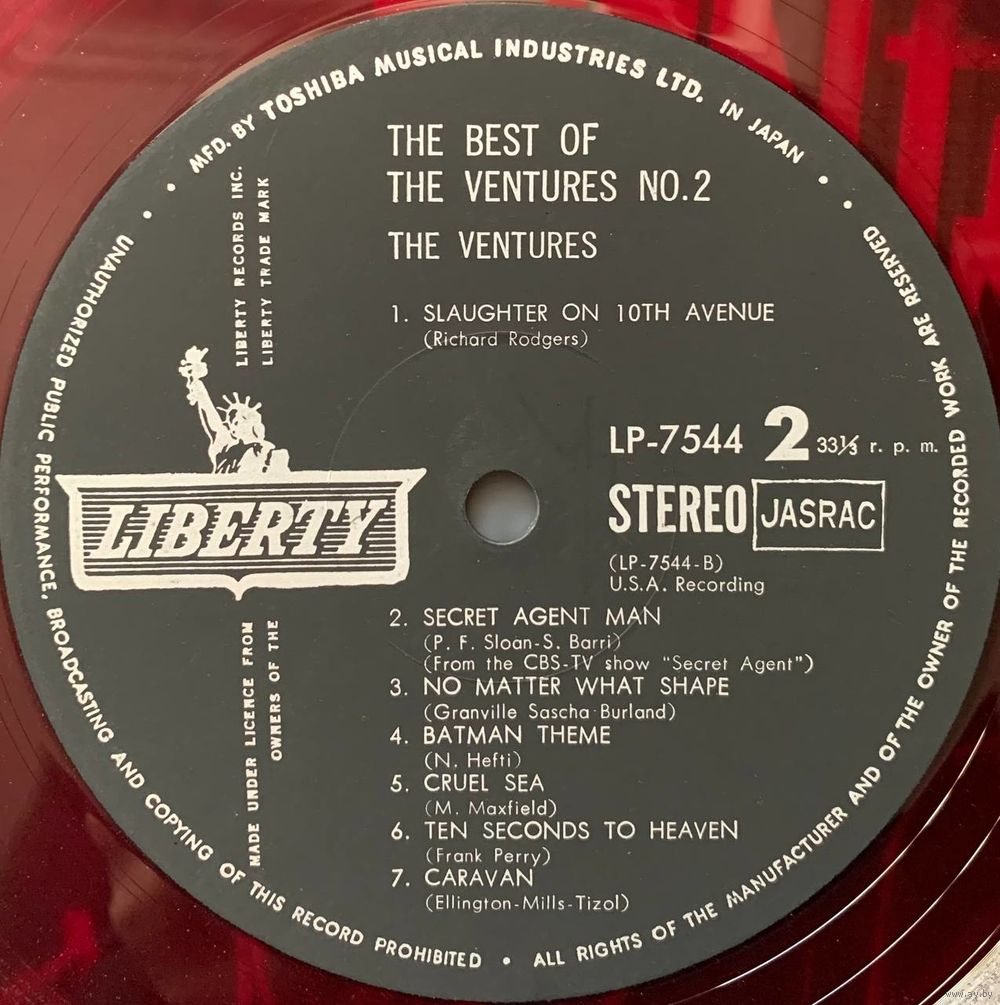 MFD. BY TOSHIBA MUSICAL INDUSTRIES LTD. IN JAPAN
THE BEST OF
THE VENTURES NO.2
THE VENTURES
LIBERTY RECORDS INC.
LIBERTY TRADE MARK
1. SLAUGHTER ON 10TH AVENUE
(Richard Rodgers)
LP-7544 2 33⅓ r. p. m.
LIBERTY
STEREO JASRAC
(LP-7544-B)
U.S.A. Recording
MADE UNDER LICENCE FROM
OWNERS OF THE
2. SECRET AGENT MAN
(P. F. Sloan-S. Barri)
(From the CBS-TV show "Secret Agent")
3. NO MATTER WHAT SHAPE
(Granville Sascha Burland)
4. BATMAN THEME
(N. Hefti)
5. CRUEL SEA
(M. Maxfield)
6. TEN SECONDS TO HEAVEN
(Frank Perry)
7. CARAVAN
(Ellington-Mills-Tizol)
UNAUTHORIZED PUBLIC PERFORMANCE, BROADCASTING AND COPYING OF THIS RECORD PROHIBITED • ALL RIGHTS OF THE MANUFACTURER AND OF THE OWNER OF THE RECORDED WORK ARE RESERVED
www.ay.by